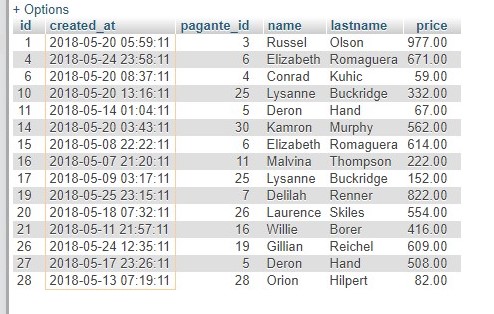 + Options
id created_at pagante_id name lastname price
1 2018-05-20 05:59:11 3 Russel Olson 977.00
4 2018-05-24 23:58:11 6 Elizabeth Romaguera 671.00
6 2018-05-20 08:37:11 4 Conrad Kuhic 59.00
10 2018-05-20 13:16:11 25 Lysanne Buckridge 332.00
11 2018-05-14 01:04:11 5 Deron Hand 67.00
14 2018-05-20 03:43:11 30 Kamron Murphy 562.00
15 2018-05-08 22:22:11 6 Elizabeth Romaguera 614.00
16 2018-05-07 21:20:11 11 Malvina Thompson 222.00
17 2018-05-09 03:17:11 25 Lysanne Buckridge 152.00
19 2018-05-25 23:15:11 7 Delilah Renner 822.00
20 2018-05-18 07:32:11 26 Laurence Skiles 554.00
21 2018-05-11 21:57:11 16 Willie Borer 416.00
26 2018-05-24 12:35:11 19 Gillian Reichel 609.00
27 2018-05-17 23:26:11 5 Deron Hand 508.00
28 2018-05-13 07:19:11 28 Orion Hilpert 82.00